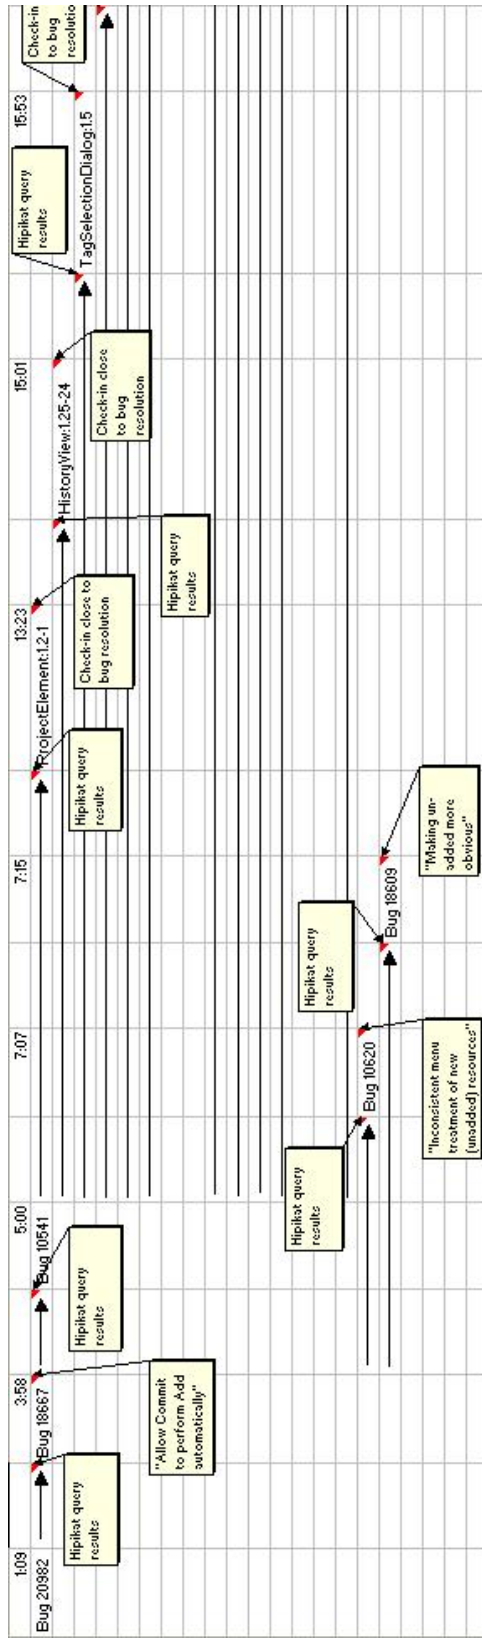 1:09
3:58
5:00
7:07
7:15
13:23
15:01
15:53
Bug 20982
Bug 18667
Bug 10541
ProjectElement:1.2-1
HistoryView:1.25-24
TagSelectionDialog:1.5
Hipikat query
results
"Allow Commit
to perform Add
automatically"
Hipikat query
results
Hipikat query
results
Check-in close to
bug resolution
Hipikat query
results
Check-in close
to bug
resolution
Hipikat query
results
Check-in
to bug
resolutio
Hipikat query
results
Bug 10620
"Inconsistent menu
treatment of new
(unadded) resources"
Hipikat query
results
Bug 18609
"Making un-
added more
obvious"